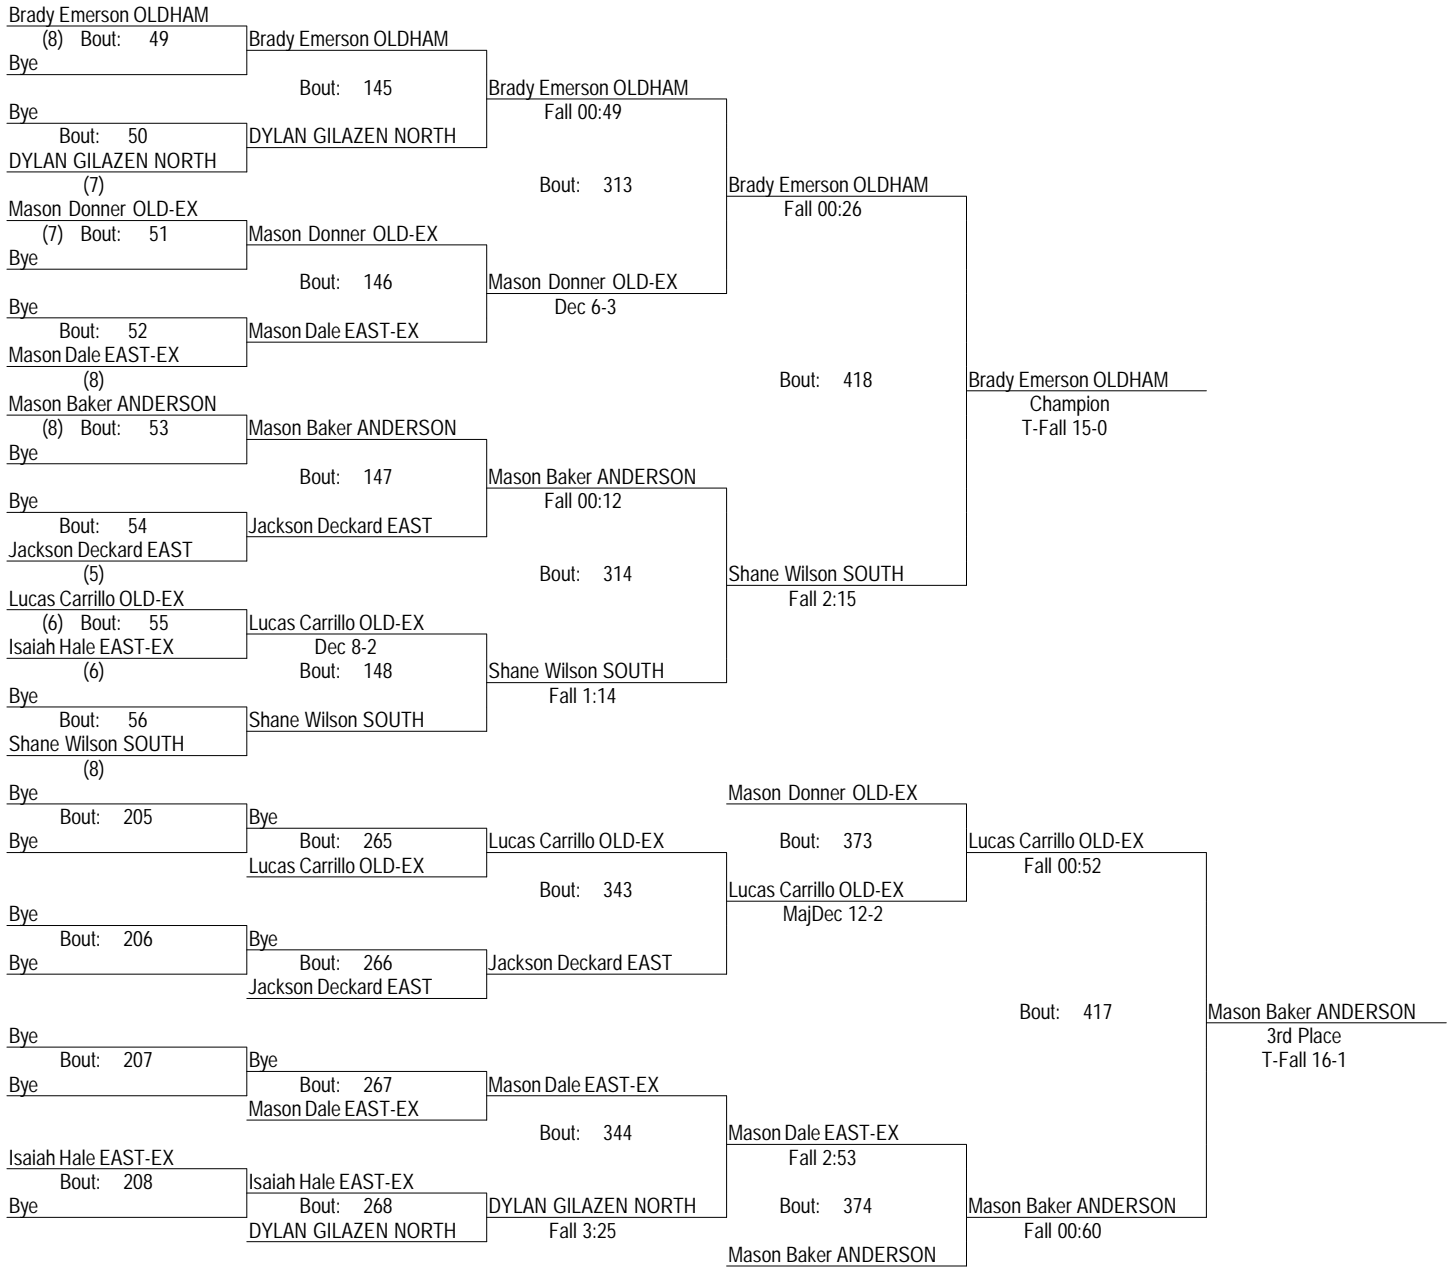 Brady Emerson OLDHAM
(8) Bout: 49 Brady Emerson OLDHAM
Bye
Bout: 145 Brady Emerson OLDHAM
Bye Fall 00:49
Bout: 50 DYLAN GILAZEN NORTH
DYLAN GILAZEN NORTH
(7) Bout: 313 Brady Emerson OLDHAM
Mason Donner OLD-EX Fall 00:26
(7) Bout: 51 Mason Donner OLD-EX
Bye
Bout: 146 Mason Donner OLD-EX
Bye Dec 6-3
Bout: 52 Mason Dale EAST-EX
Mason Dale EAST-EX
(8) Bout: 418 Brady Emerson OLDHAM
Mason Baker ANDERSON Champion
(8) Bout: 53 Mason Baker ANDERSON T-Fall 15-0
Bye
Bout: 147 Mason Baker ANDERSON
Bye Fall 00:12
Bout: 54 Jackson Deckard EAST
Jackson Deckard EAST
(5) Bout: 314 Shane Wilson SOUTH
Lucas Carrillo OLD-EX Fall 2:15
(6) Bout: 55 Lucas Carrillo OLD-EX
Isaiah Hale EAST-EX Dec 8-2
(6) Bout: 148 Shane Wilson SOUTH
Bye Fall 1:14
Bout: 56 Shane Wilson SOUTH
Shane Wilson SOUTH
(8)
Bye Mason Donner OLD-EX
Bout: 205 Bye
Bye Bout: 265 Lucas Carrillo OLD-EX Bout: 373 Lucas Carrillo OLD-EX
Lucas Carrillo OLD-EX Fall 00:52
Bout: 343 Lucas Carrillo OLD-EX
Bye MajDec 12-2
Bout: 206 Bye
Bye Bout: 266 Jackson Deckard EAST
Jackson Deckard EAST
Bout: 417 Mason Baker ANDERSON
Bye 3rd Place
Bout: 207 Bye T-Fall 16-1
Bye Bout: 267 Mason Dale EAST-EX
Mason Dale EAST-EX
Bout: 344 Mason Dale EAST-EX
Isaiah Hale EAST-EX Fall 2:53
Bout: 208 Isaiah Hale EAST-EX
Bye Bout: 268 DYLAN GILAZEN NORTH Bout: 374 Mason Baker ANDERSON
DYLAN GILAZEN NORTH Fall 3:25 Fall 00:60
Mason Baker ANDERSON